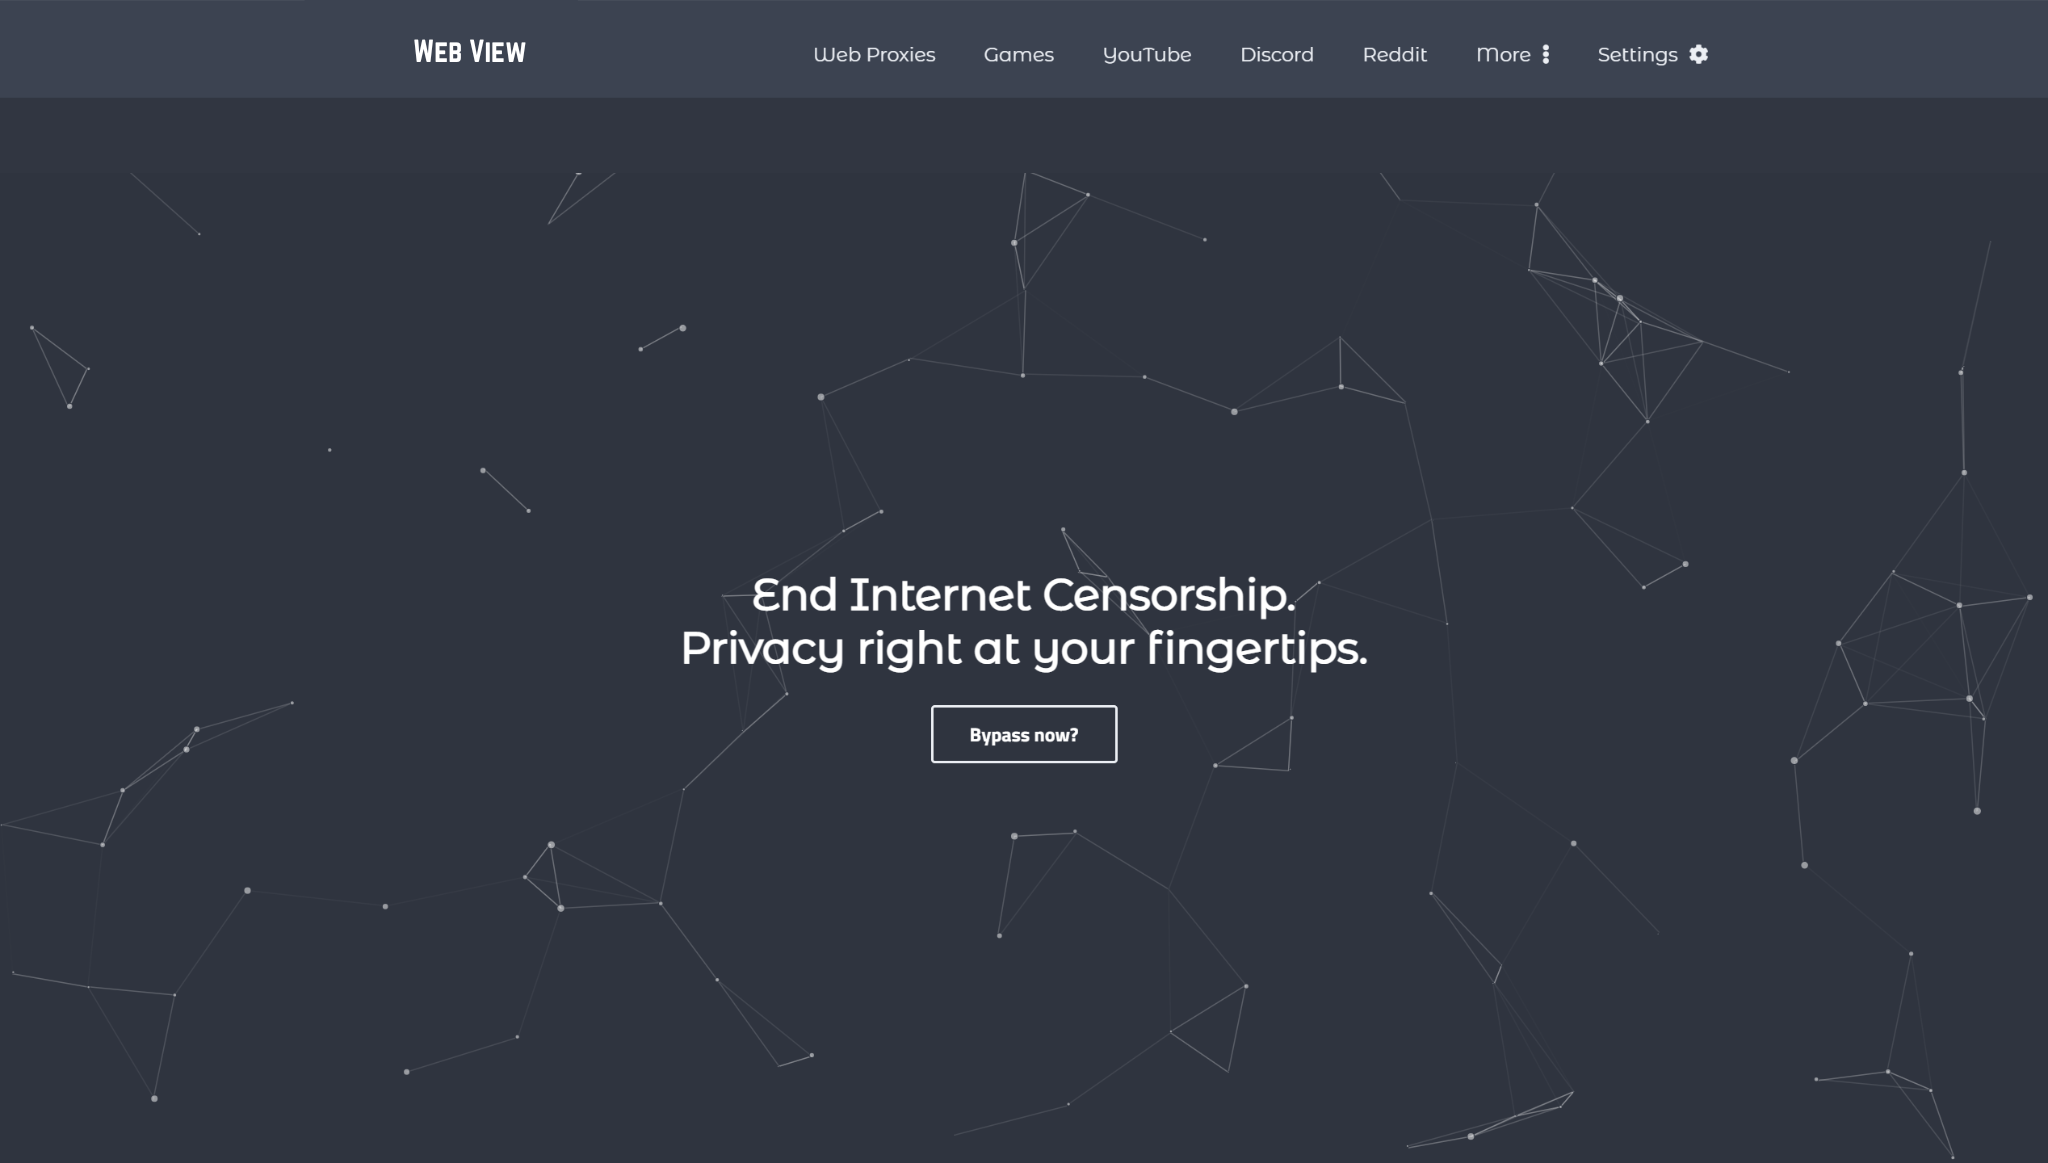 WEB VIEW
Web Proxies
Games
YouTube
Discord
Reddit
More
Settings
End Internet Censorship.
Privacy right at your fingertips.
Bypass now?